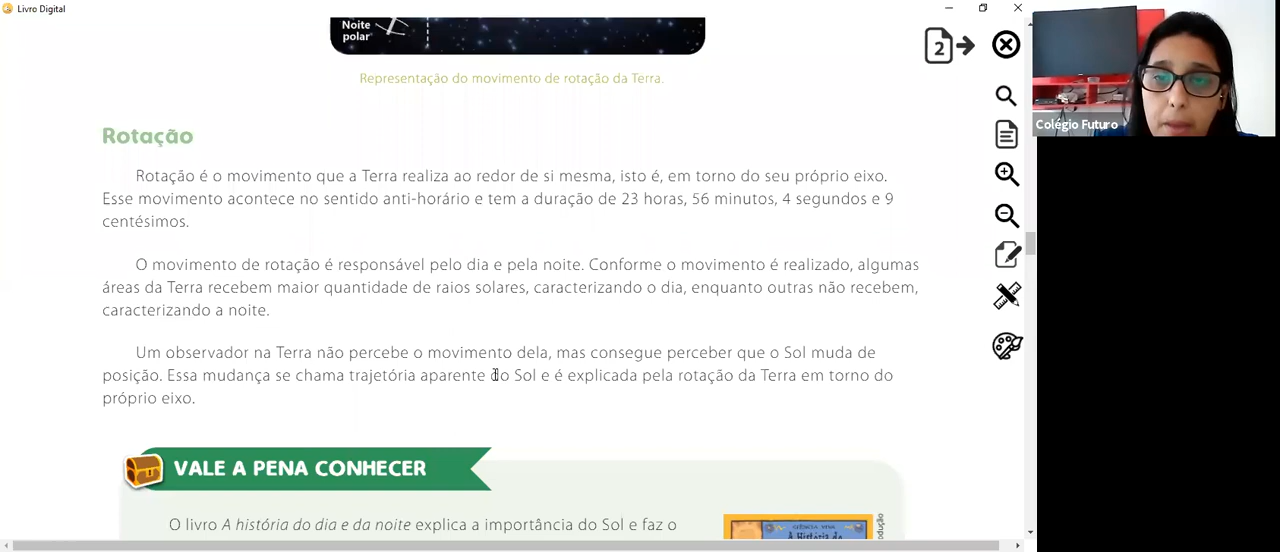 Livro Digital
Noite
polar
2
Representação do movimento de rotação da Terra.
Colégio Futuro
Rotação
Rotação é o movimento que a Terra realiza ao redor de si mesma, isto é, em torno do seu próprio eixo.
Esse movimento acontece no sentido anti-horário e tem a duração de 23 horas, 56 minutos, 4 segundos e 9
centésimos.
O movimento de rotação é responsável pelo dia e pela noite. Conforme o movimento é realizado, algumas
áreas da Terra recebem maior quantidade de raios solares, caracterizando o dia, enquanto outras não recebem,
caracterizando a noite.
Um observador na Terra não percebe o movimento dela, mas consegue perceber que o Sol muda de
posição. Essa mudança se chama trajetória aparente do Sol e é explicada pela rotação da Terra em torno do
próprio eixo.
VALE A PENA CONHECER
O livro A história do dia e da noite explica a importância do Sol e faz o
CIÊNCIA VIVA
A História do
odução